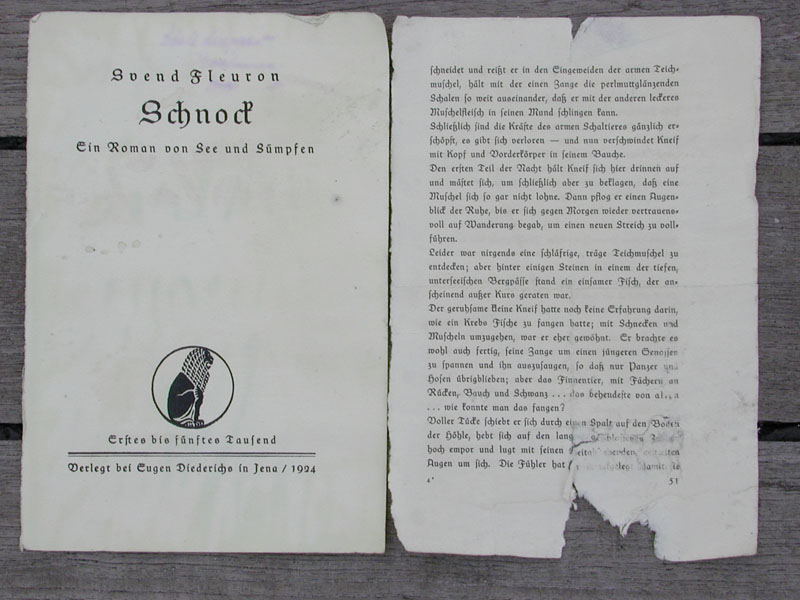 Svend Fleuron
Schnock
Ein Roman von See und Sümpfen
Erstes bis fünftes Tausend
Verlegt bei Eugen Diederichs in Jena / 1924
schneidet und reißt er in den Eingeweiden der armen Teich-
muschel, hält mit der einen Zange die perlmuttglänzenden
Schalen so weit auseinander, daß er mit der anderen leckeres
Muschelfleisch in seinen Mund schlingen kann.
Schließlich sind die Kräfte des armen Schaltieres gänzlich er-
schöpft, es gibt sich verloren — und nun verschwindet Kneif
mit Kopf und Vorderkörper in seinem Bauche.
Den ersten Teil der Nacht hält Kneif sich hier drinnen auf
und mästet sich, um schließlich aber zu beklagen, daß eine
Muschel sich so gar nicht lohne. Dann pflog er einen Augen-
blick der Ruhe, bis er sich gegen Morgen wieder vertrauens-
voll auf Wanderung begab, um einen neuen Streich zu voll-
führen.
Leider war nirgends eine schläfrige, träge Teichmuschel zu
entdecken; aber hinter einigen Steinen in einem der tiefen,
unterseeischen Bergpässe stand ein einsamer Fisch, der an-
scheinend außer Kurs geraten war.
Der geruhsame kleine Kneif hatte noch keine Erfahrung darin,
wie ein Krebs Fische zu fangen hatte; mit Schnecken und
Muscheln umzugehen, war er eher gewöhnt. Er brachte es
wohl auch fertig, seine Zange um einen jüngeren Genossen
zu spannen und ihn auszusaugen, so daß nur Panzer und
Hosen übrigblieben; aber das Finnentier, mit Fächern an
Rücken, Bauch und Schwanz ... das behendeste von
... wie konnte man das fangen?
Voller Tücke schiebt er sich durch einen Spalt auf den Boden
der Höhle, hebt sich auf den
hoch empor und lugt mit seinen
Augen um sich. Die Fühler hat
4*
51